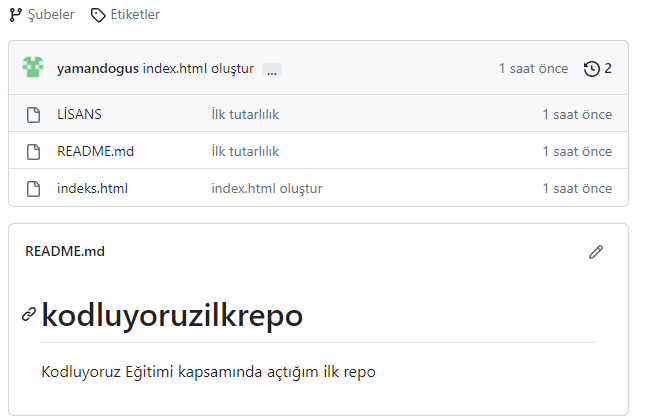 Şubeler Etiketler
yamandogus index.html oluştur ... 1 saat önce 2
LİSANS İlk tutarlılık 1 saat önce
README.md İlk tutarlılık 1 saat önce
indeks.html index.html oluştur 1 saat önce
README.md
kodluyoruzilkrepo
Kodluyoruz Eğitimi kapsamında açtığım ilk repo